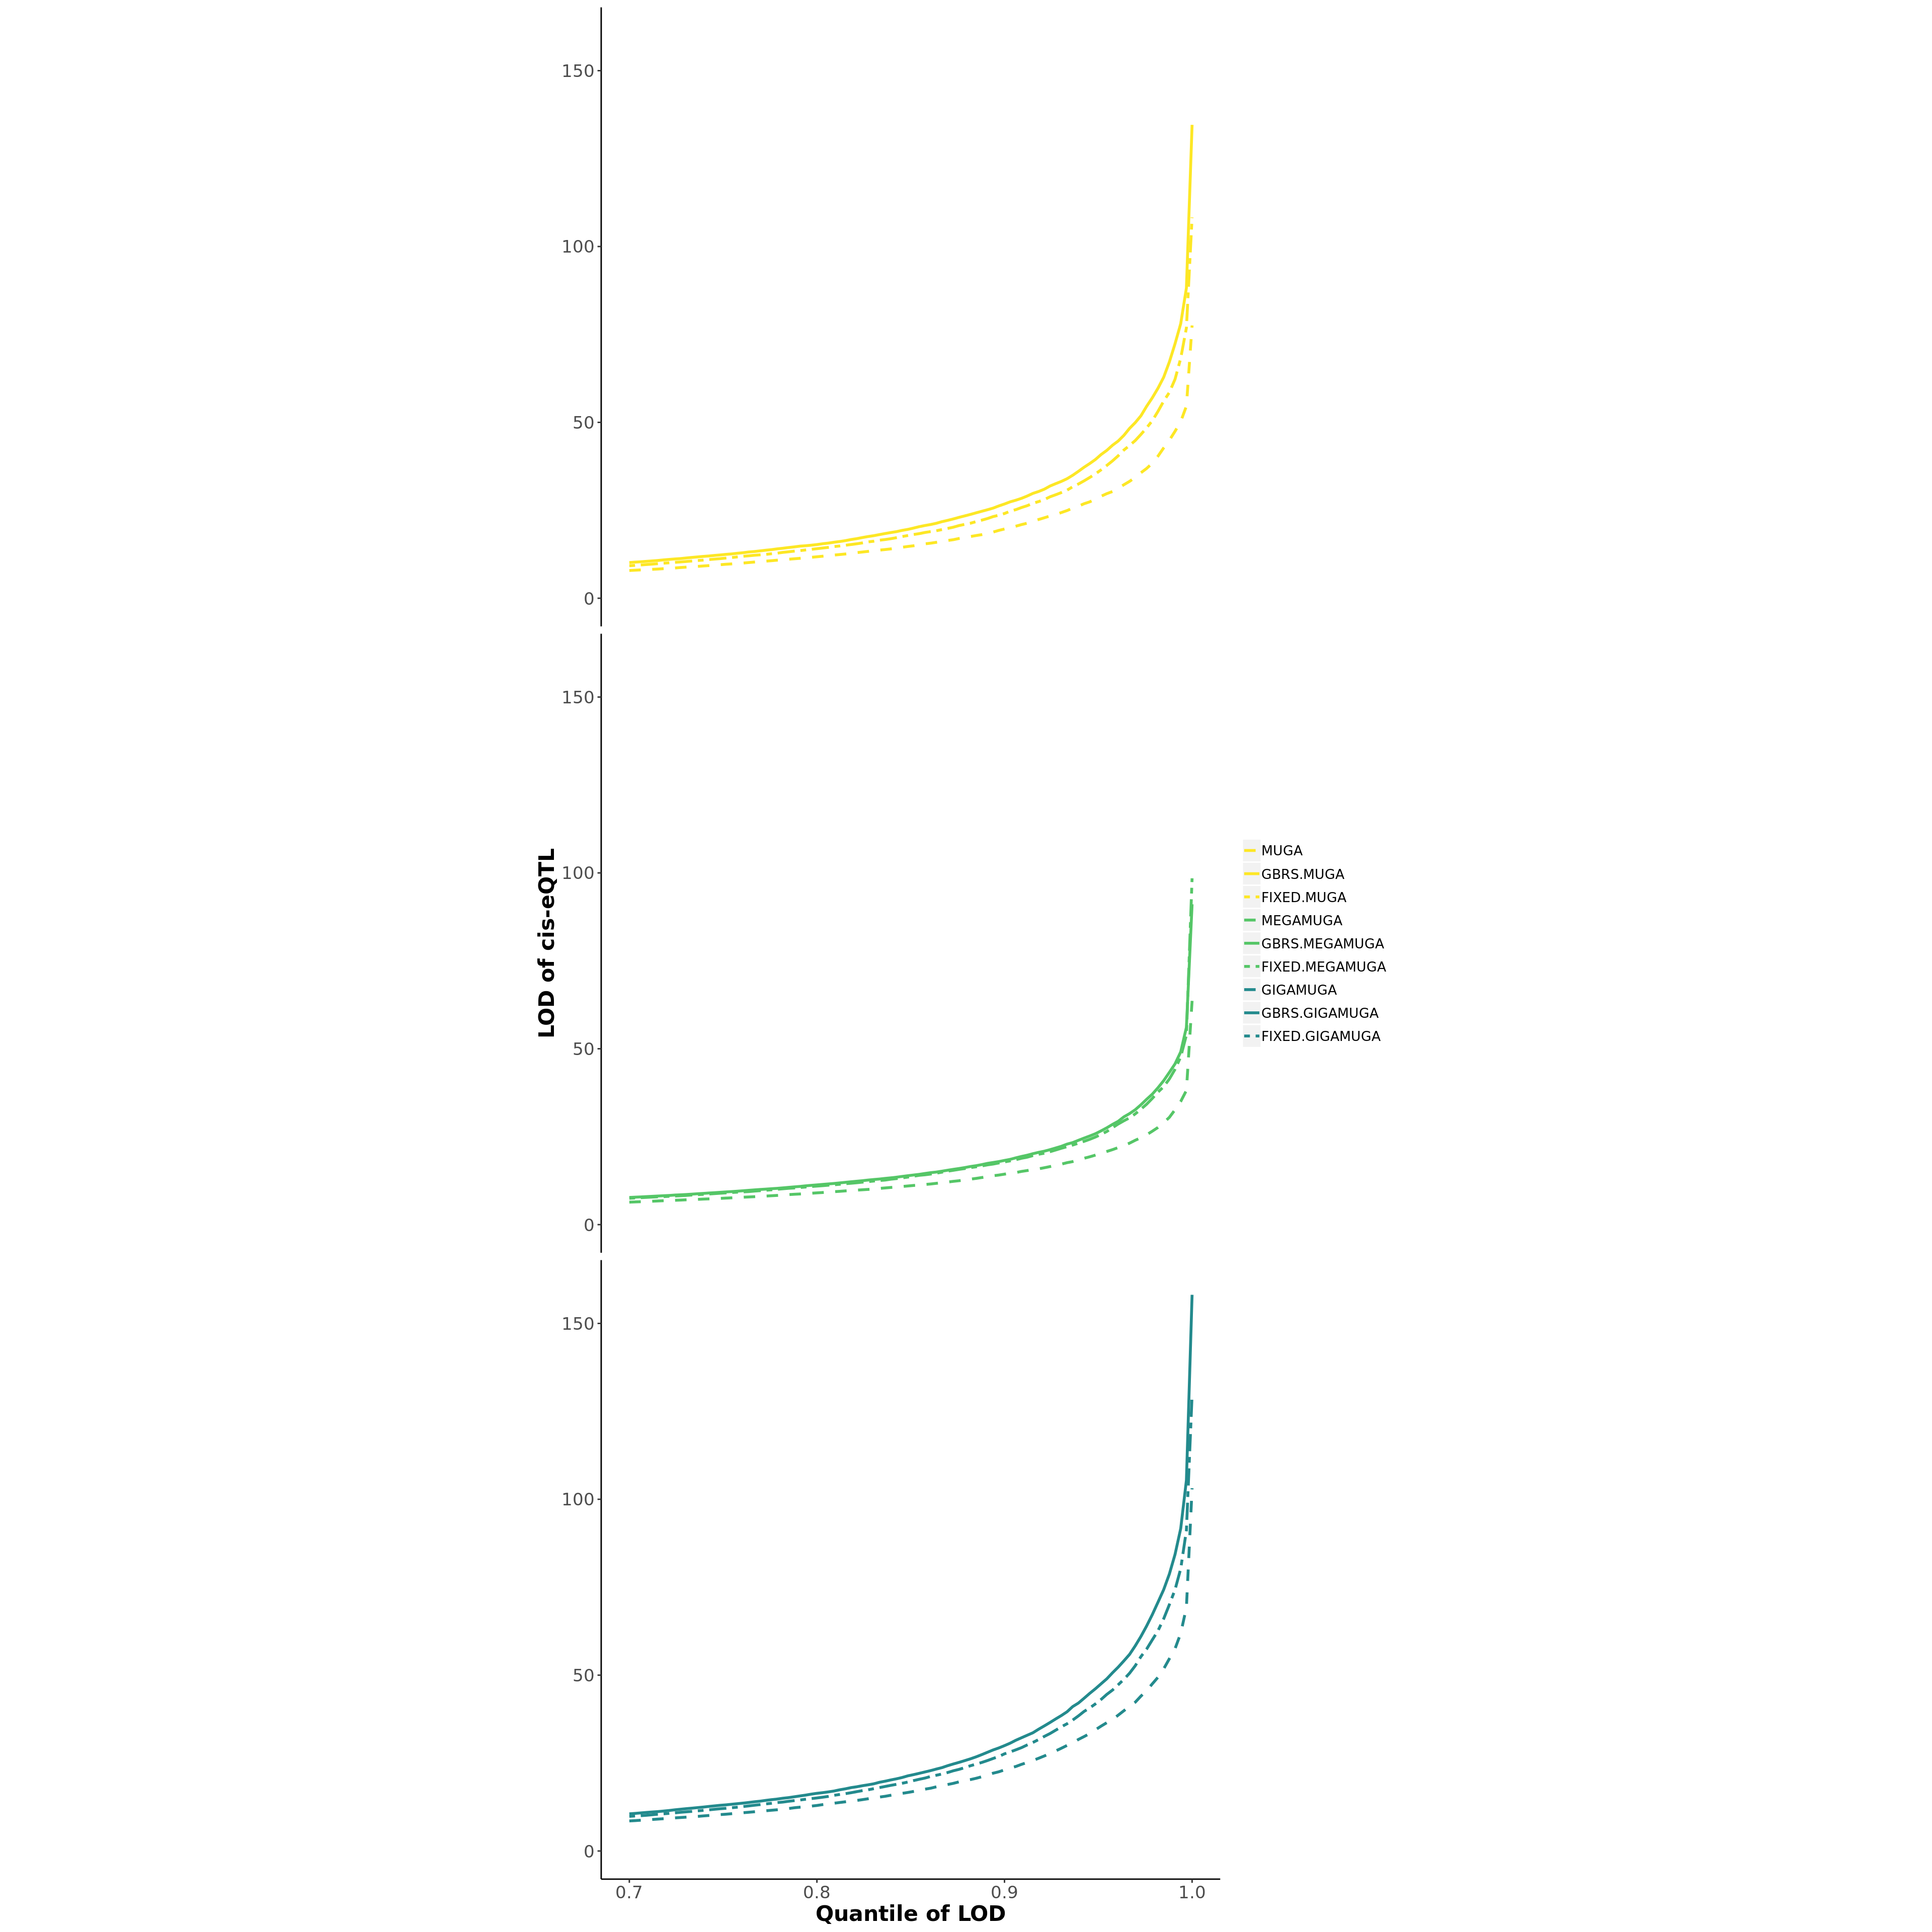 150
100
50
0
150
100
50
0
150
100
50
0
LOD of cis-eQTL
0.7 0.8 0.9 1.0
Quantile of LOD
MUGA
GBRS.MUGA
FIXED.MUGA
MEGAMUGA
GBRS.MEGAMUGA
FIXED.MEGAMUGA
GIGAMUGA
GBRS.GIGAMUGA
FIXED.GIGAMUGA